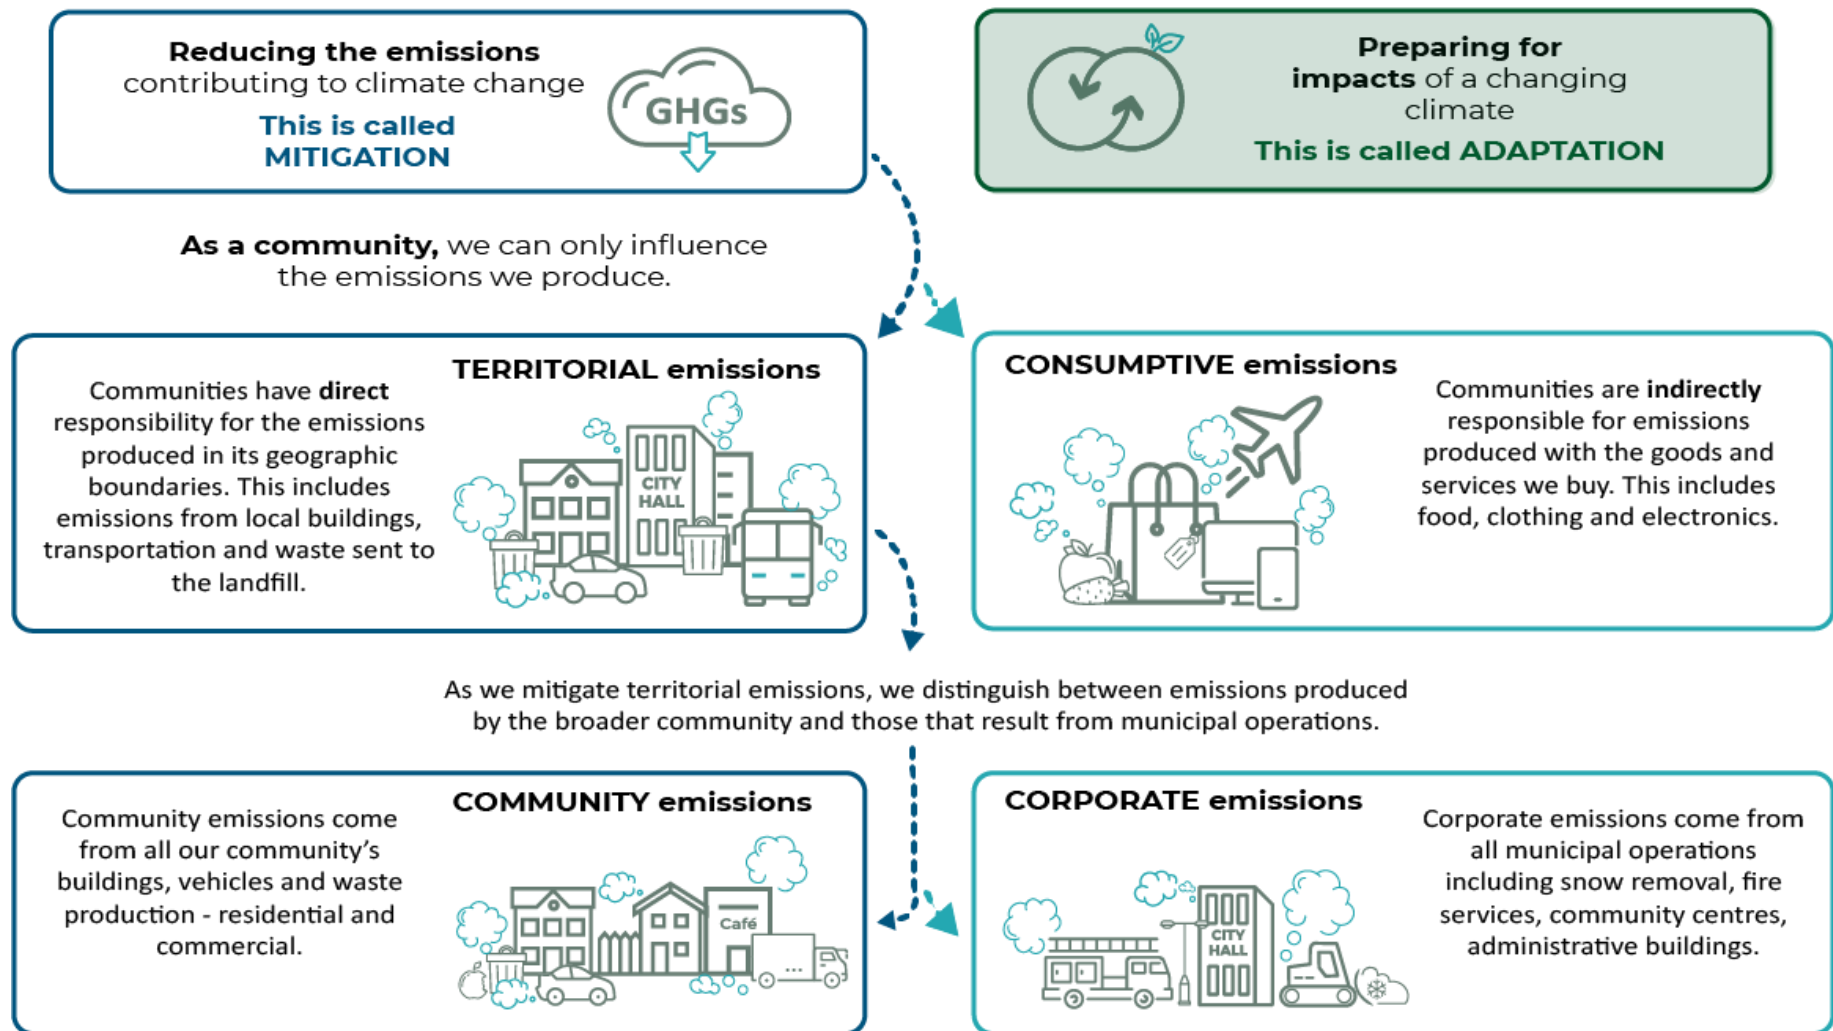 Reducing the emissions
contributing to climate change
This is called
MITIGATION
GHGs
Preparing for
impacts of a changing
climate
This is called ADAPTATION
As a community, we can only influence
the emissions we produce.
TERRITORIAL emissions
Communities have direct
responsibility for the emissions
produced in its geographic
boundaries. This includes
emissions from local buildings,
transportation and waste sent to
the landfill.
CITY
HALL
CONSUMPTIVE emissions
Communities are indirectly
responsible for emissions
produced with the goods and
services we buy. This includes
food, clothing and electronics.
As we mitigate territorial emissions, we distinguish between emissions produced
by the broader community and those that result from municipal operations.
COMMUNITY emissions
Community emissions come
from all our community's
buildings, vehicles and waste
production - residential and
commercial.
Café
CORPORATE emissions
Corporate emissions come from
all municipal operations
including snow removal, fire
services, community centres,
administrative buildings.
CITY
HALL